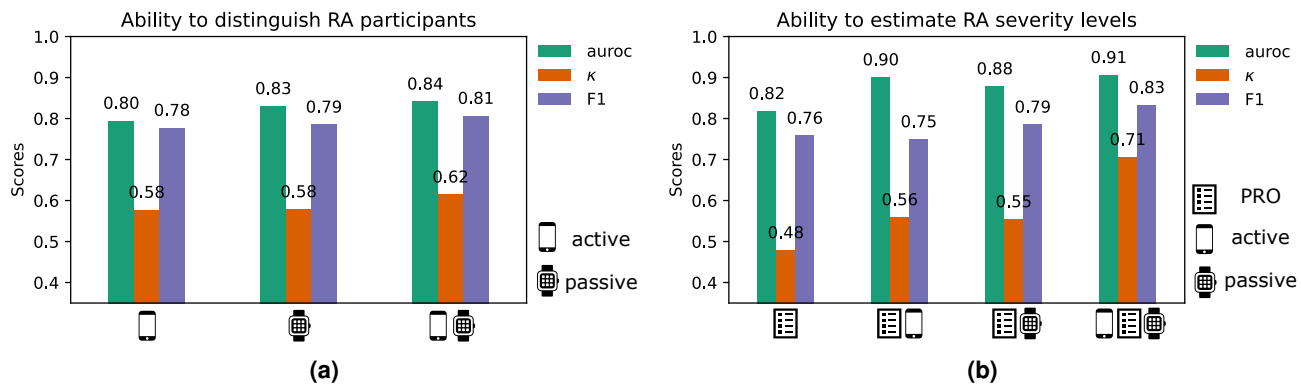 Ability to distinguish RA participants
Scores
1.0
0.9
0.8
0.7
0.6
0.5
0.4
0.80
0.58
0.78
0.83
0.58
0.79
0.84
0.62
0.81
auroc
κ
F1
active
passive
(a)
Ability to estimate RA severity levels
Scores
1.0
0.9
0.8
0.7
0.6
0.5
0.4
0.82
0.48
0.76
0.90
0.56
0.75
0.88
0.55
0.79
0.91
0.71
0.83
auroc
κ
F1
PRO
active
passive
(b)